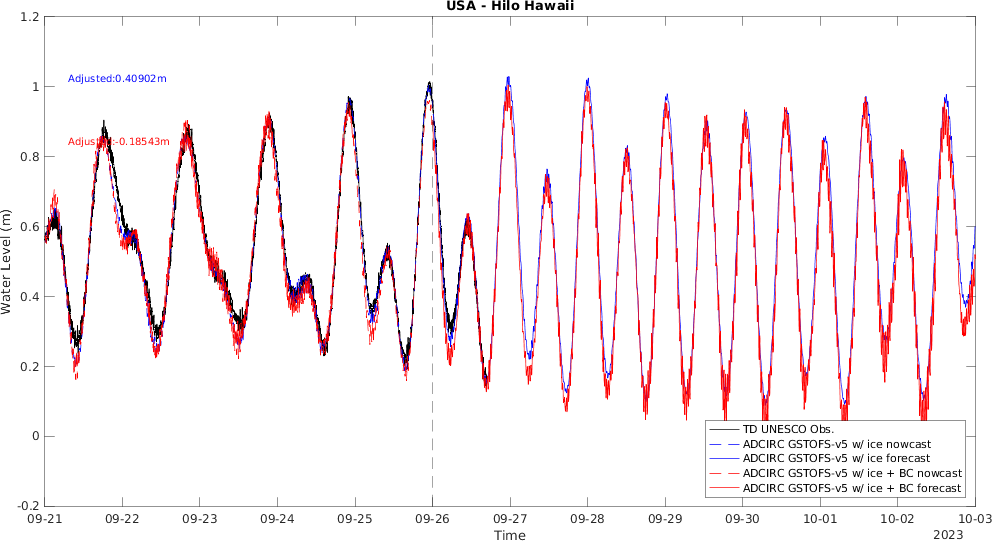 USA - Hilo Hawaii
1.2
1
0.8
0.6
0.4
0.2
0
-0.2
Water Level (m)
Adjusted:0.40902m
Adjusted:-0.18543m
TD UNESCO Obs.
ADCIRC GSTOFS-v5 w/ ice nowcast
ADCIRC GSTOFS-v5 w/ ice forecast
ADCIRC GSTOFS-v5 w/ ice + BC nowcast
ADCIRC GSTOFS-v5 w/ ice + BC forecast
09-21 09-22 09-23 09-24 09-25 09-26 09-27 09-28 09-29 09-30 10-01 10-02 10-03
Time
2023